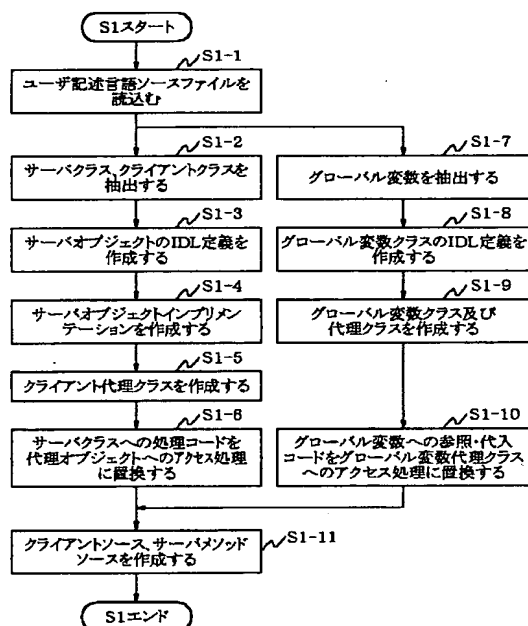 S1スタート
S1-1
ユーザ記述言語ソースファイルを
読込む
S1-2
サーバクラス、クライアントクラスを
抽出する
S1-3
サーバオブジェクトのIDL定義を
作成する
S1-4
サーバオブジェクトインプリメン
テーションを作成する
S1-5
クライアント代理クラスを作成する
S1-6
サーバクラスへの処理コードを
代理オブジェクトへのアクセス処理
に置換する
S1-7
グローバル変数を抽出する
S1-8
グローバル変数クラスのIDL定義を
作成する
S1-9
グローバル変数クラス及び
代理クラスを作成する
S1-10
グローバル変数への参照・代入
コードをグローバル変数代理クラス
へのアクセス処理に置換する
S1-11
クライアントソース、サーバメソッド
ソースを作成する
S1エンド